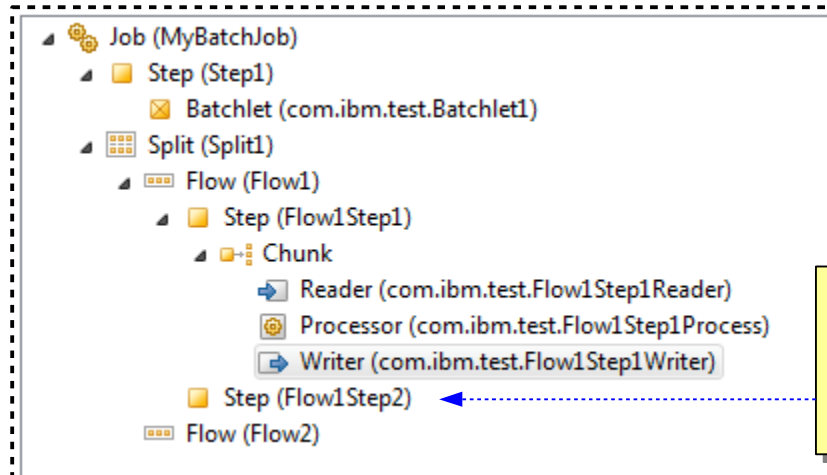 Job (MyBatchJob)
Step (Step1)
Batchlet (com.ibm.test.Batchlet1)
Split (Split1)
Flow (Flow1)
Step (Flow1Step1)
Chunk
Reader (com.ibm.test.Flow1Step1Reader)
Processor (com.ibm.test.Flow1Step1Process)
Writer (com.ibm.test.Flow1Step1Writer)
Step (Flow1Step2)
Flow (Flow2)